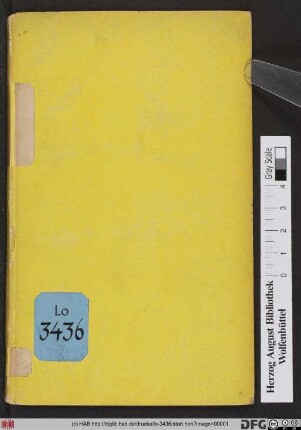 Lo
3436
Gray Scale
0 1 2 3 4
Herzog August Bibliothek
Wolfenbüttel
(c) HAB http://diglib.hab.de/drucke/lo-3436/start.htm?image=00001
DFG